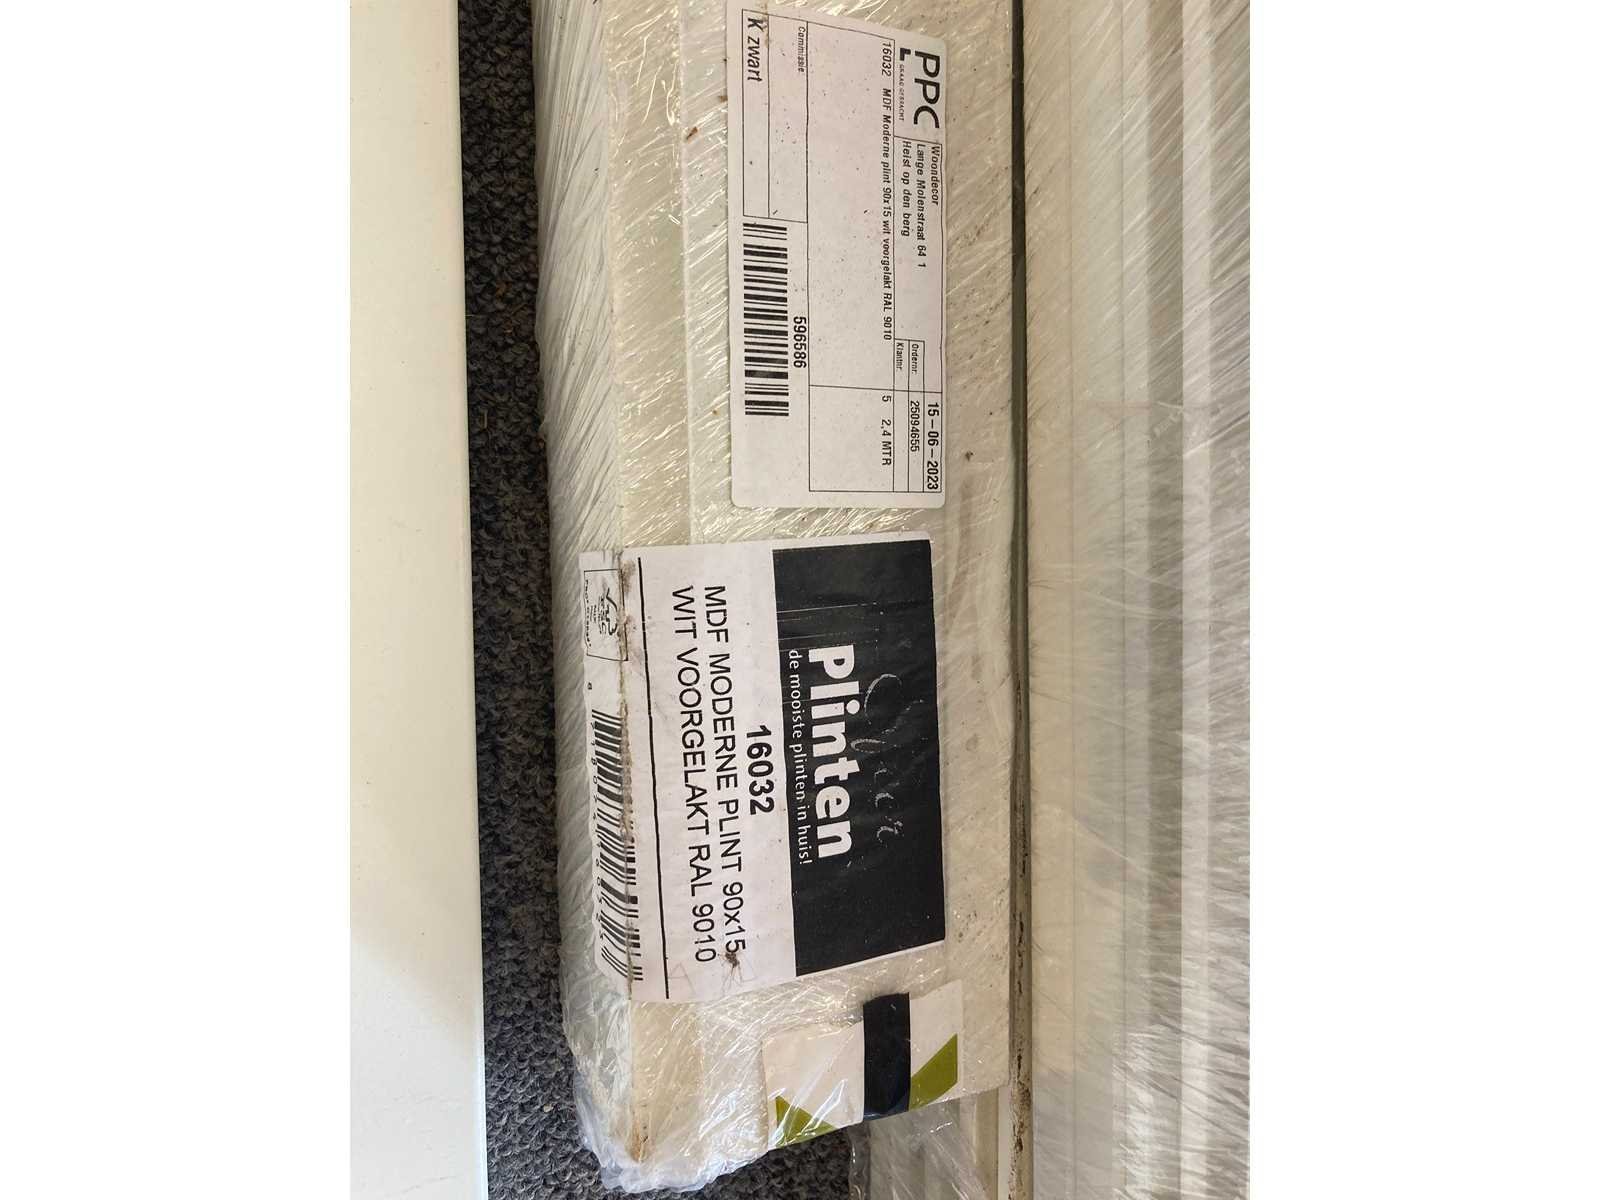 PPC
GRAAG GEBRACHT
Woondecor
Lange Molenstraat 64 1
Heist op den berg
15-06-2023
Ordernr: 25094655
Klantnr:
16032 MDF Moderne plint 90x15 wit voorgelakt RAL 9010 5 2,4 MTR
Commissie:
K zwart
596586
Plinten
de mooiste plinten in huis!
16032
MDF MODERNE PLINT 90x15
WIT VOORGELAKT RAL 9010